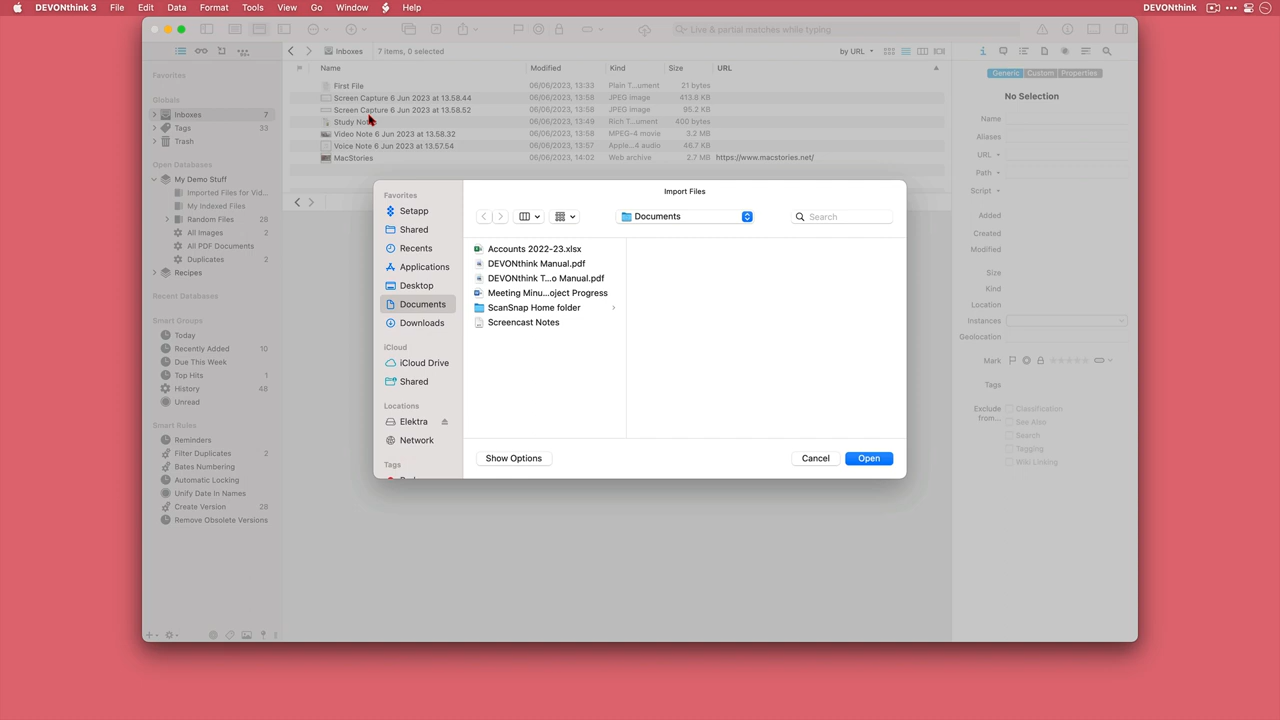 DEVONthink 3 File Edit Data Format Tools View Go Window Help DEVONthink
Live & partial matches while typing
Inboxes 7 items, 0 selected by URL
Name Modified Kind Size URL
First File 06/06/2023, 13:33 Plain T...ument 21 bytes
Screen Capture 6 Jun 2023 at 13.58.44 06/06/2023, 13:58 JPEG image 413.8 KB
Screen Capture 6 Jun 2023 at 13.58.52 06/06/2023, 13:58 JPEG image 95.2 KB
Study Not 06/06/2023, 13:49 Rich T...ument 400 bytes
Video Note 6 Jun 2023 at 13.58.32 06/06/2023, 13:58 MPEG-4 movie 3.2 MB
Voice Note 6 Jun 2023 at 13.57.54 06/06/2023, 13:57 Apple...4 audio 46.7 KB
MacStories 06/06/2023, 14:02 Web archive 2.7 MB https://www.macstories.net/
Favorites
Globals
Inboxes 7
Tags 33
Trash
Open Databases
My Demo Stuff
Imported Files for Vid...
My Indexed Files
Random Files 28
All Images 2
All PDF Documents
Duplicates 2
Recipes
Recent Databases
Smart Groups
Today
Recently Added 10
Due This Week
Top Hits 1
History 48
Unread
Smart Rules
Reminders
Filter Duplicates 2
Bates Numbering
Automatic Locking
Unify Date In Names
Create Version 28
Remove Obsolete Versions
Import Files
Favorites
Setapp
Shared
Recents
Applications
Desktop
Documents
Downloads
iCloud
iCloud Drive
Shared
Locations
Elektra
Network
Tags
Documents
Search
Accounts 2022-23.xlsx
DEVONthink Manual.pdf
DEVONthink T...o Manual.pdf
Meeting Minu...oject Progress
ScanSnap Home folder
Screencast Notes
Show Options Cancel Open
Generic Custom Properties
No Selection
Name
Aliases
URL
Path
Script
Added
Created
Modified
Size
Kind
Location
Instances
Geolocation
Mark
Tags
Exclude from... Classification
See Also
Search
Tagging
Wiki Linking